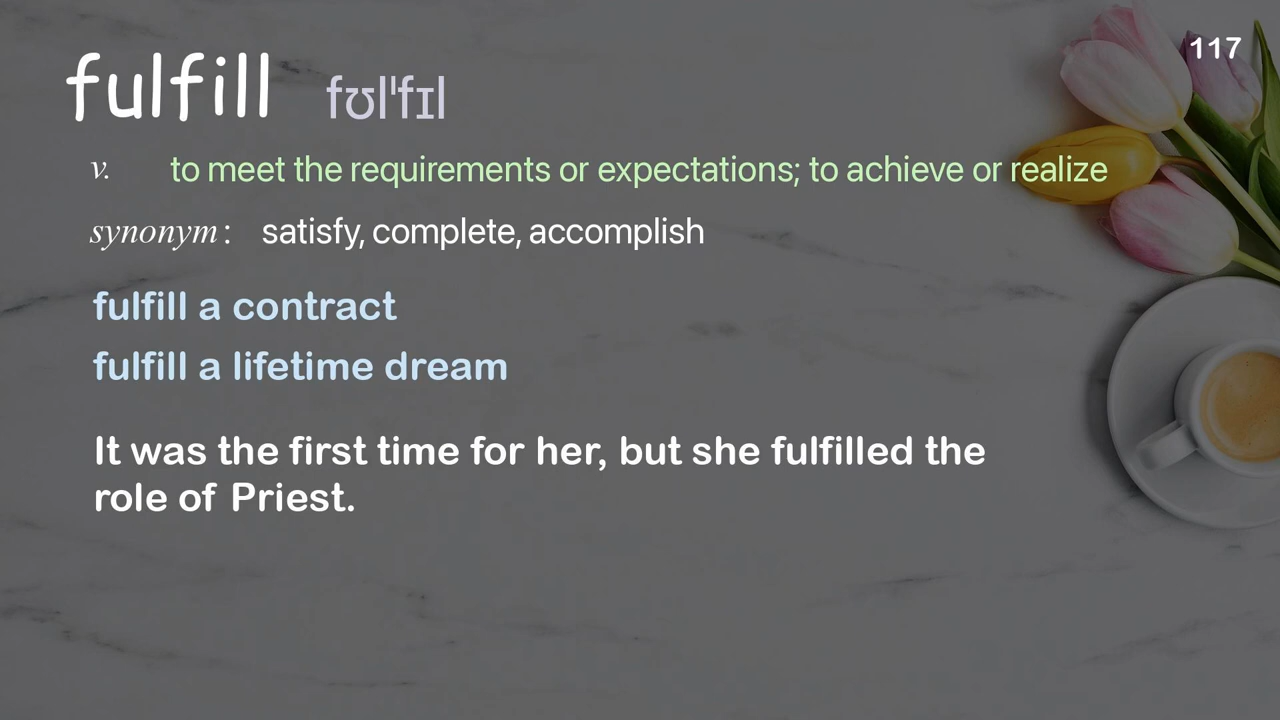 117
fulfill fʊlˈfɪl
v. to meet the requirements or expectations; to achieve or realize
synonym: satisfy, complete, accomplish
fulfill a contract
fulfill a lifetime dream
It was the first time for her, but she fulfilled the
role of Priest.